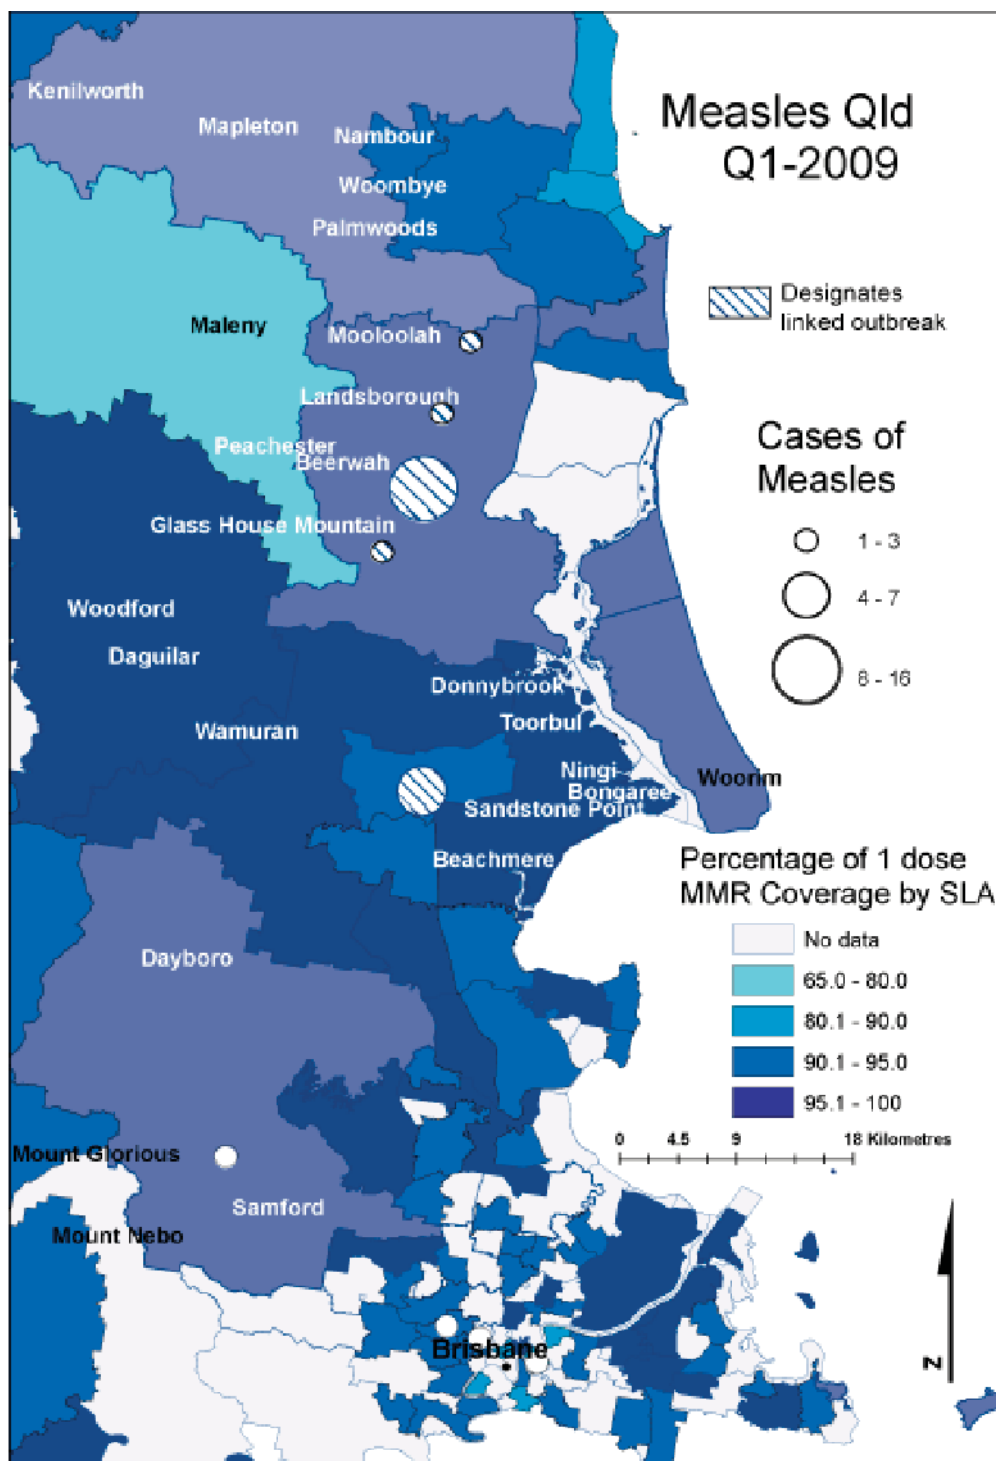 Measles Qld
Q1-2009
Kenilworth
Mapleton
Nambour
Woombye
Palmwoods
Designates
linked outbreak
Maleny
Mooloolah
Landsborough
Peachester
Beerwah
Glass House Mountain
Cases of
Measles
1 - 3
4 - 7
8 - 16
Woodford
Daguilar
Wamuran
Donnybrook
Toorbul
Ningi
Bongaree
Woorim
Sandstone Point
Beachmere
Percentage of 1 dose
MMR Coverage by SLA
No data
65.0 - 80.0
80.1 - 90.0
90.1 - 95.0
95.1 - 100
0 4.5 9 18 Kilometres
Dayboro
Mount Glorious
Samford
Mount Nebo
Brisbane
N